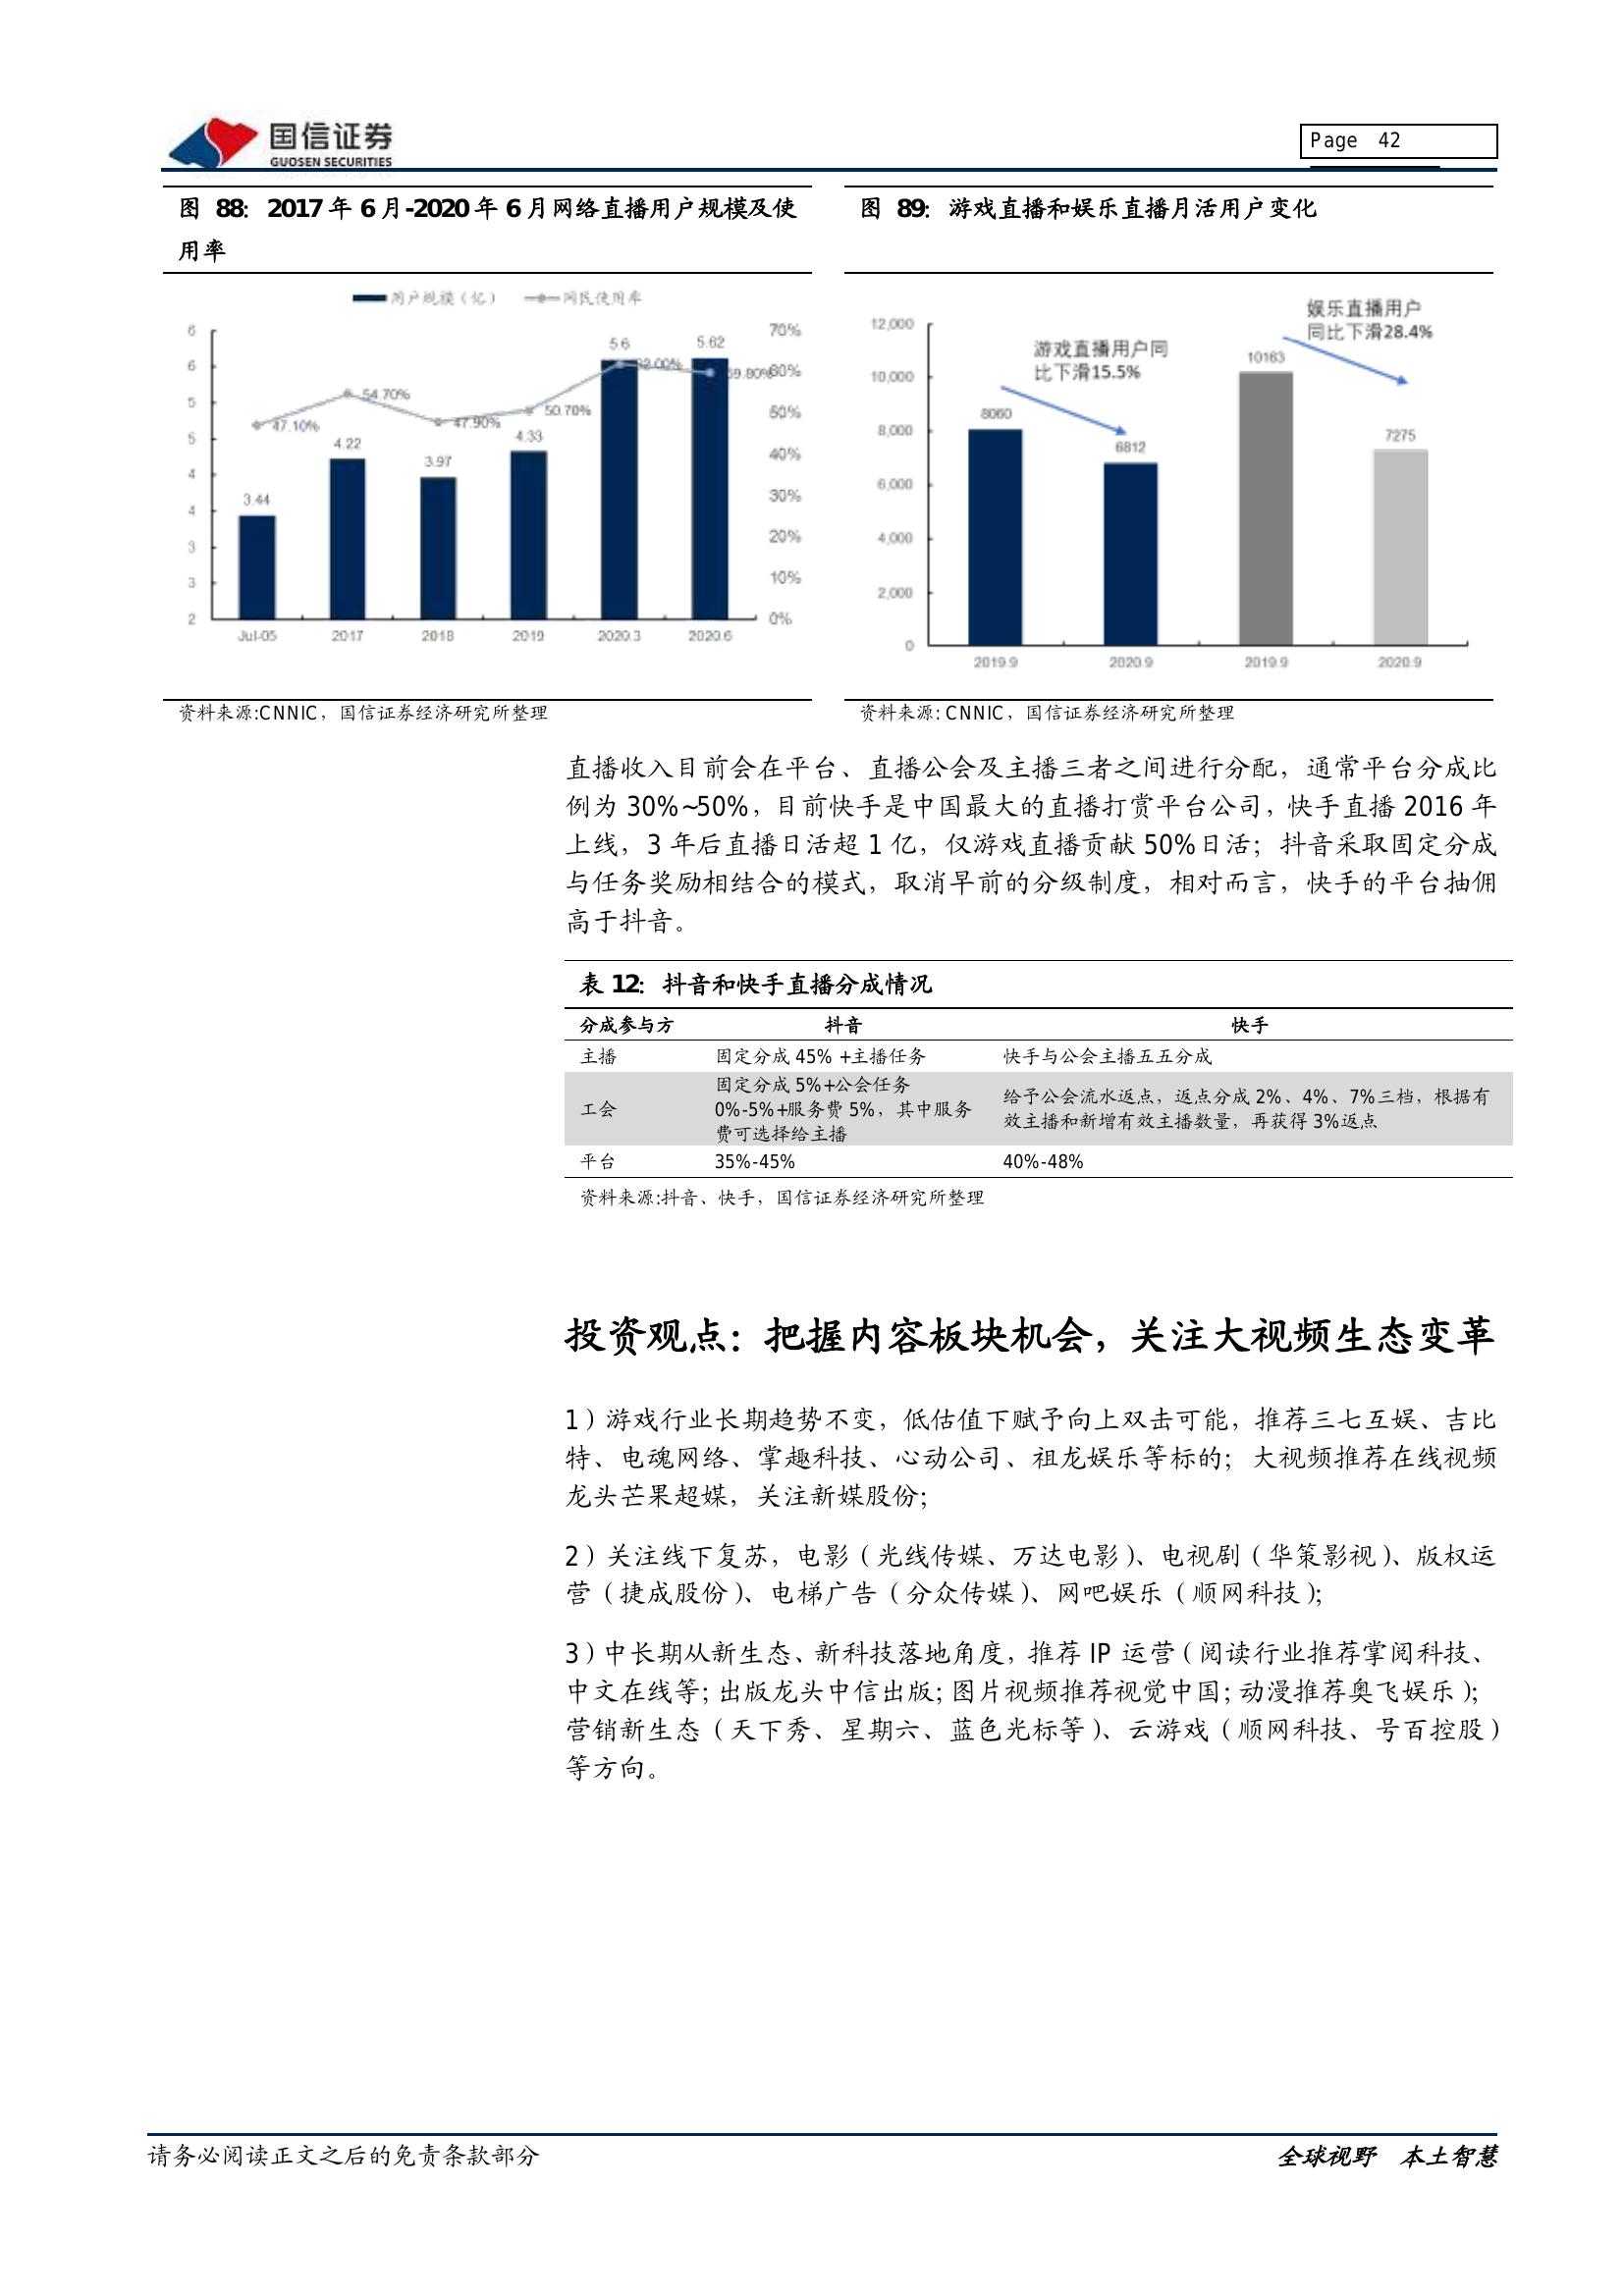 国信证券
GUOSEN SECURITIES
Page 42
图 88：2017 年 6 月-2020 年 6 月网络直播用户规模及使
用率
用户规模（亿） 网民使用率
6
6
5
5
4
4
3
3
2
70%
60%
50%
40%
30%
20%
10%
0%
3.44
4.22
3.97
4.33
5.6
5.62
47.10%
54.70%
47.90%
50.70%
62.00%
59.80%
Jul-05 2017 2018 2019 2020.3 2020.6
资料来源:CNNIC，国信证券经济研究所整理
图 89：游戏直播和娱乐直播月活用户变化
12,000
10,000
8,000
6,000
4,000
2,000
0
游戏直播用户同
比下滑15.5%
娱乐直播用户
同比下滑28.4%
8060
6812
10163
7275
2019.9 2020.9 2019.9 2020.9
资料来源: CNNIC，国信证券经济研究所整理
直播收入目前会在平台、直播公会及主播三者之间进行分配，通常平台分成比
例为 30%~50%，目前快手是中国最大的直播打赏平台公司，快手直播 2016 年
上线，3 年后直播日活超 1 亿，仅游戏直播贡献 50%日活；抖音采取固定分成
与任务奖励相结合的模式，取消早前的分级制度，相对而言，快手的平台抽佣
高于抖音。
表 12：抖音和快手直播分成情况
分成参与方 抖音 快手
主播 固定分成 45% +主播任务 快手与公会主播五五分成
工会
固定分成 5%+公会任务
0%-5%+服务费 5%，其中服务
费可选择给主播
给予公会流水返点，返点分成 2%、4%、7%三档，根据有
效主播和新增有效主播数量，再获得 3%返点
平台 35%-45% 40%-48%
资料来源:抖音、快手，国信证券经济研究所整理
投资观点：把握内容板块机会，关注大视频生态变革
1）游戏行业长期趋势不变，低估值下赋予向上双击可能，推荐三七互娱、吉比
特、电魂网络、掌趣科技、心动公司、祖龙娱乐等标的；大视频推荐在线视频
龙头芒果超媒，关注新媒股份；
2）关注线下复苏，电影（光线传媒、万达电影）、电视剧（华策影视）、版权运
营（捷成股份）、电梯广告（分众传媒）、网吧娱乐（顺网科技）；
3）中长期从新生态、新科技落地角度，推荐 IP 运营（阅读行业推荐掌阅科技、
中文在线等；出版龙头中信出版；图片视频推荐视觉中国；动漫推荐奥飞娱乐）；
营销新生态（天下秀、星期六、蓝色光标等）、云游戏（顺网科技、号百控股）
等方向。
请务必阅读正文之后的免责条款部分
全球视野 本土智慧